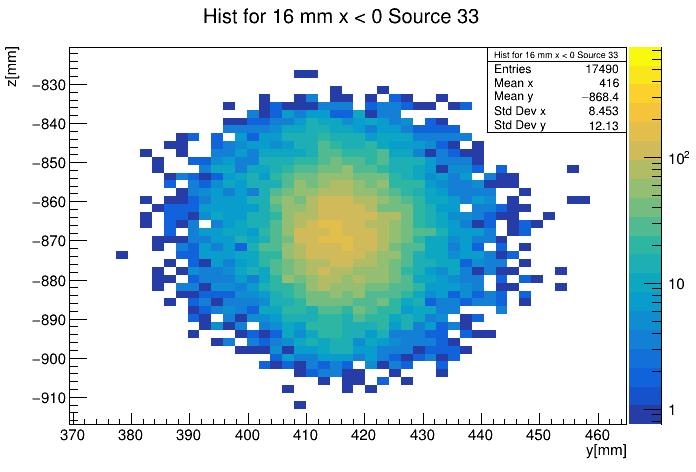 Hist for 16 mm x < 0 Source 33
z[mm]
Hist for 16 mm x < 0 Source 33
Entries 17490
Mean x 416
Mean y −868.4
Std Dev x 8.453
Std Dev y 12.13
−830
−840
−850
−860
−870
−880
−890
−900
−910
10²
10
1
370 380 390 400 410 420 430 440 450 460
y[mm]